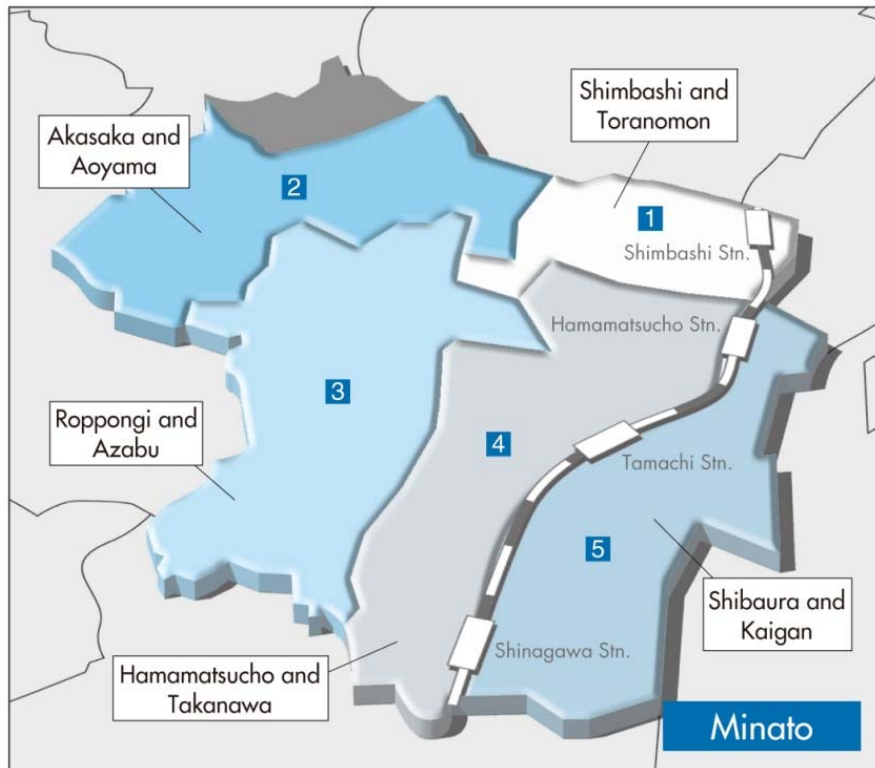 Shimbashi and
Toranomon
Akasaka and
Aoyama
2
1
Shimbashi Stn.
Hamamatsucho Stn.
3
Roppongi and
Azabu
4
Tamachi Stn.
5
Shibaura and
Kaigan
Shinagawa Stn.
Hamamatsucho and
Takanawa
Minato